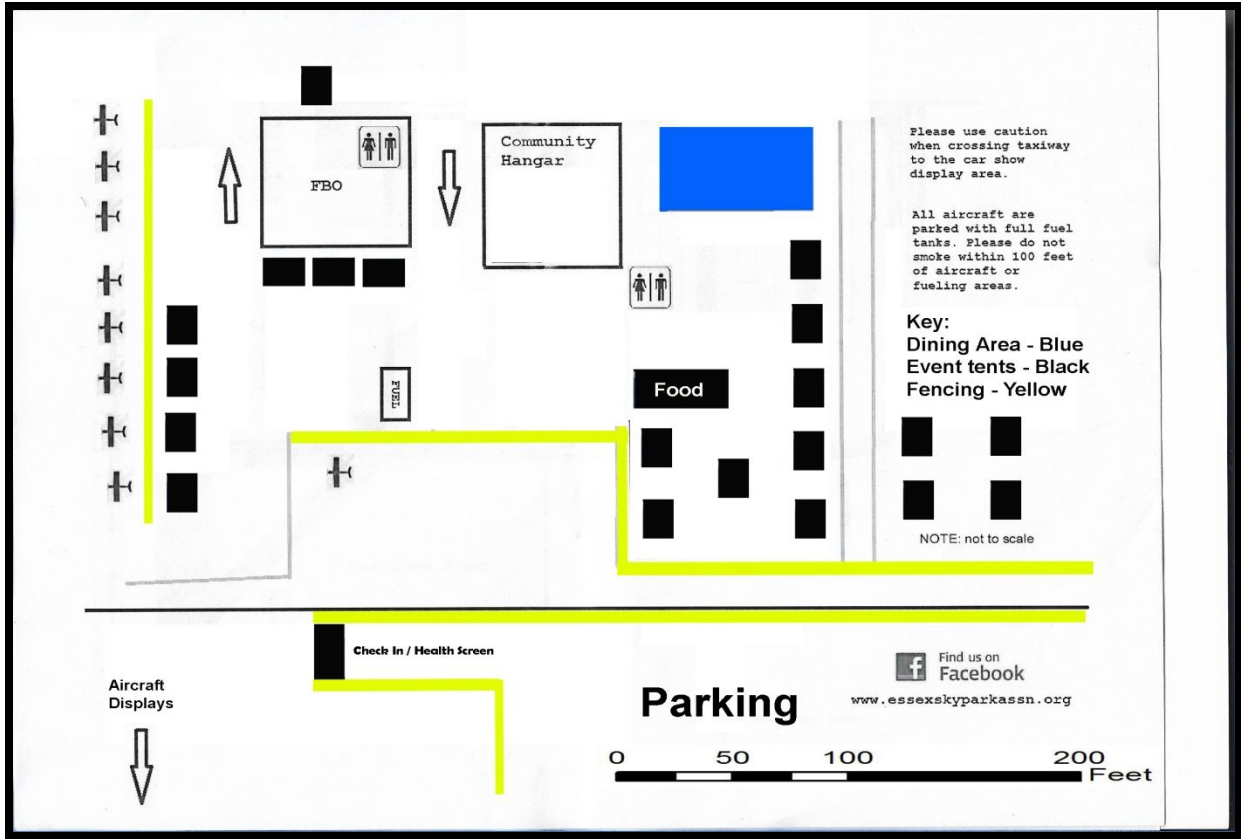 FBO
Community
Hangar
FUEL
Food
Please use caution
when crossing taxiway
to the car show
display area.
All aircraft are
parked with full fuel
tanks. Please do not
smoke within 100 feet
of aircraft or
fueling areas.
Key:
Dining Area - Blue
Event tents - Black
Fencing - Yellow
NOTE: not to scale
Check In / Health Screen
Aircraft
Displays
Parking
f
Find us on
Facebook
www.essexskyparkassn.org
0 50 100 200
Feet